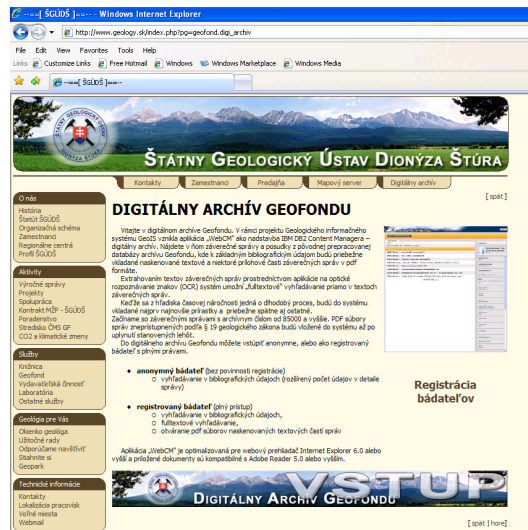 --==[ ŠGÚDŠ ]==-- - Windows Internet Explorer
http://www.geology.sk/index.php?pg=geofond.digi_archiv
File Edit View Favorites Tools Help
Links Customize Links Free Hotmail Windows Windows Marketplace Windows Media
--==[ ŠGÚDŠ ]==--
ŠTÁTNY GEOLOGICKÝ ÚSTAV DIONÝZA ŠTÚRA
Kontakty Zamestnanci Predajňa Mapový server Digitálny archív
O nás
História
Štatút ŠGÚDŠ
Organizačná schéma
Zamestnanci
Regionálne centrá
Profil ŠGÚDŠ
Aktivity
Výročné správy
Projekty
Spolupráca
Kontrakt MŽP - ŠGÚDŠ
Poradenstvo
Stredisko ČMS GF
CO2 a klimatické zmeny
Služby
Knižnica
Geofond
Vydavateľská činnosť
Laboratória
Ostatné služby
Geológia pre Vás
Okienko geológa
Užitočné rady
Odporúčame navštíviť
Stiahnite si
Geopark
Technické informácie
Kontakty
Lokalizácia pracovísk
Voľné miesta
Webmail
[ späť ]
DIGITÁLNY ARCHÍV GEOFONDU
Vitajte v digitálnom archíve Geofondu. V rámci projektu Geologického informačného
systému GeoIS vznikla aplikácia „WebCM" ako nadstavba IBM DB2 Content Managera –
digitálny archív. Nájdete v ňom záverečné správy a posudky z pôvodnej prepracovanej
databázy archívu Geofondu, kde k základným bibliografickým údajom budú priebežne
vkladané naskenované textové a niektoré prílohové časti záverečných správ v pdf
formáte.
Extrahovaním textov záverečných správ prostredníctvom aplikácie na optické
rozpoznávanie znakov (OCR) systém umožní „fulltextové" vyhľadávanie priamo v textoch
záverečných správ.
Keďže sa z hľadiska časovej náročnosti jedná o dlhodobý proces, budú do systému
vkladané najprv najnovšie prírastky a priebežne spätne aj ostatné.
Začíname so záverečnými správami s archívnym číslom od 85000 a vyššie. PDF súbory
správ zneprístupnených podľa § 19 geologického zákona budú vložené do systému až po
uplynutí stanovených lehôt.
Do digitálneho archívu Geofondu môžete vstúpiť anonymne, alebo ako registrovaný
bádateľ s plnými právami.
anonymný bádateľ (bez povinnosti registrácie)
vyhľadávanie v bibliografických údajoch (rozšírený počet údajov v detaile
správy)
registrovaný bádateľ (plný prístup)
vyhľadávanie v bibliografických údajoch,
fulltextové vyhľadávanie,
otváranie pdf súborov naskenovaných textových častí správ
Aplikácia „WebCM" je optimalizovaná pre webový prehliadač Internet Explorer 6.0 alebo
vyšší a priložené dokumenty sú kompatibilné s Adobe Reader 5.0 alebo vyšším.
Registrácia
bádateľov
DIGITÁLNY ARCHÍV GEOFONDU
VSTUP
[ späť | hore]